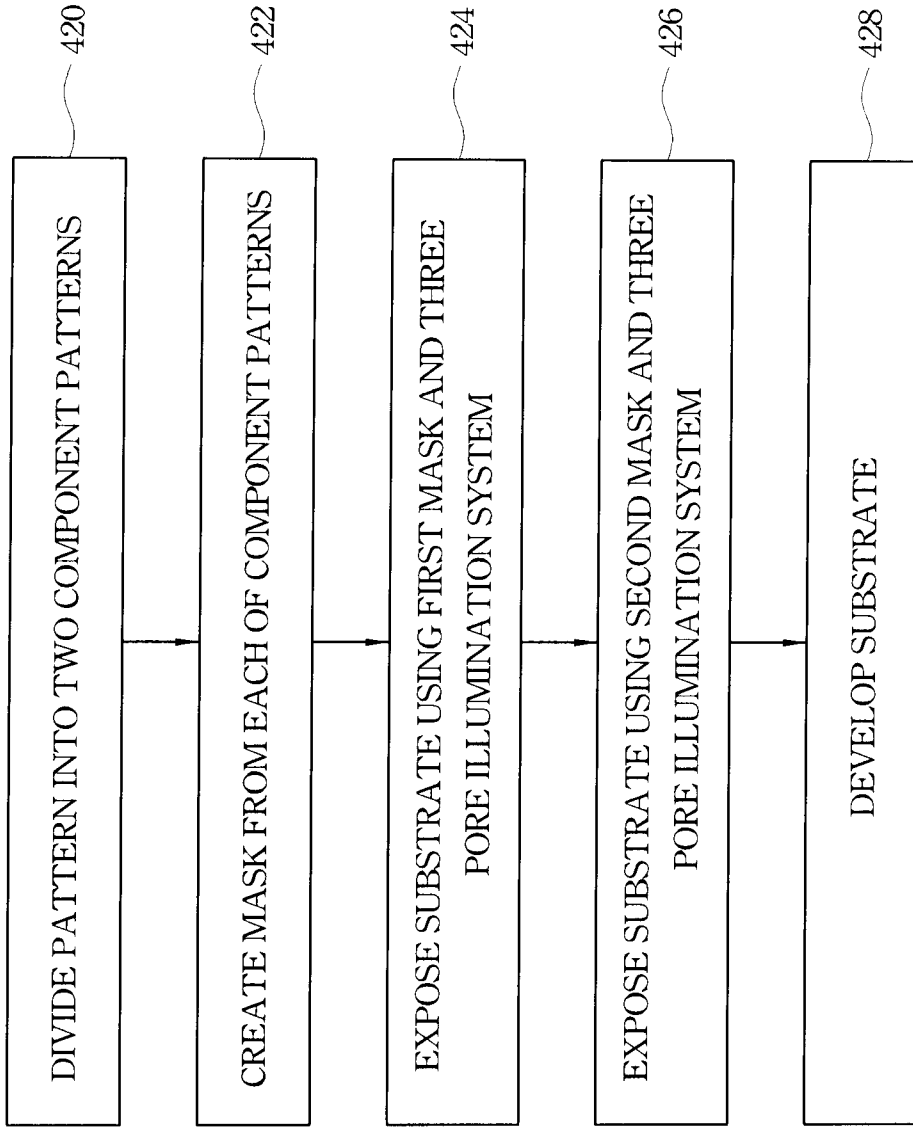 DIVIDE PATTERN INTO TWO COMPONENT PATTERNS
420
CREATE MASK FROM EACH OF COMPONENT PATTERNS
422
EXPOSE SUBSTRATE USING FIRST MASK AND THREE
PORE ILLUMINATION SYSTEM
424
EXPOSE SUBSTRATE USING SECOND MASK AND THREE
PORE ILLUMINATION SYSTEM
426
DEVELOP SUBSTRATE
428